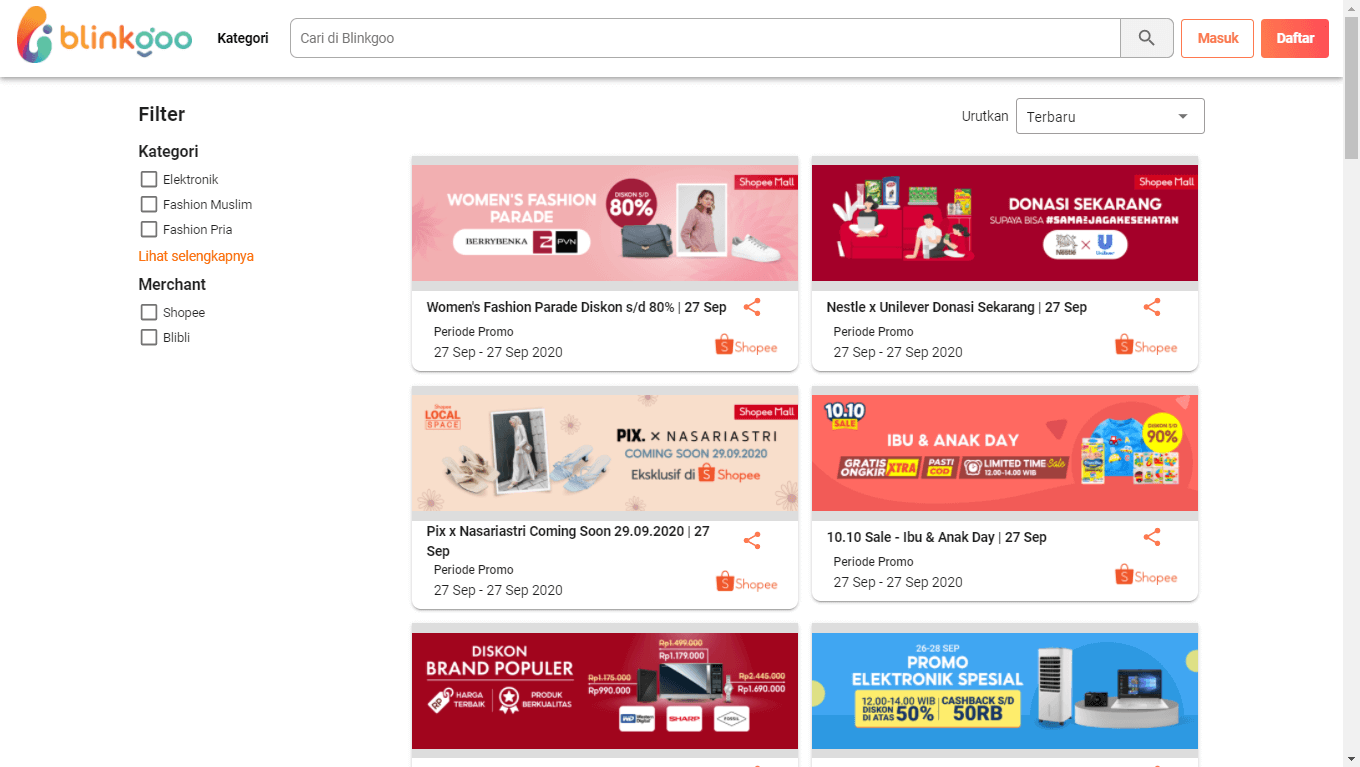 blinkgoo
Kategori
Cari di Blinkgoo
Masuk
Daftar
Filter
Urutkan
Terbaru
Kategori
Elektronik
Fashion Muslim
Fashion Pria
Lihat selengkapnya
Merchant
Shopee
Blibli
Shopee Mall
WOMEN'S FASHION
PARADE
DISKON S/D
80%
BERRYBENKA
PVN
Women's Fashion Parade Diskon s/d 80% | 27 Sep
Periode Promo
27 Sep - 27 Sep 2020
Shopee
Shopee Mall
DONASI SEKARANG
SUPAYA BISA #SAMA2JAGAKESEHATAN
Nestle x Unilever
Nestle x Unilever Donasi Sekarang | 27 Sep
Periode Promo
27 Sep - 27 Sep 2020
Shopee
Shopee
LOCAL
SPACE
Shopee Mall
PIX. x NASARIASTRI
COMING SOON 29.09.2020
Eksklusif di Shopee
Pix x Nasariastri Coming Soon 29.09.2020 | 27
Sep
Periode Promo
27 Sep - 27 Sep 2020
Shopee
10.10
SALE
IBU & ANAK DAY
GRATIS
ONGKIR XTRA
PASTI
COD
LIMITED TIME Sale
12.00-14.00 WIB
DISKON S/D
90%
10.10 Sale - Ibu & Anak Day | 27 Sep
Periode Promo
27 Sep - 27 Sep 2020
Shopee
DISKON
BRAND POPULER
HARGA
TERBAIK
PRODUK
BERKUALITAS
Rp1.499.000
Rp1.179.000
Rp1.175.000
Rp990.000
Rp2.445.000
Rp1.690.000
WD Western
Digital
SHARP
FOSSIL
26-28 SEP
PROMO
ELEKTRONIK SPESIAL
12.00-14.00 WIB
DISKON
DI ATAS 50%
CASHBACK S/D
50RB